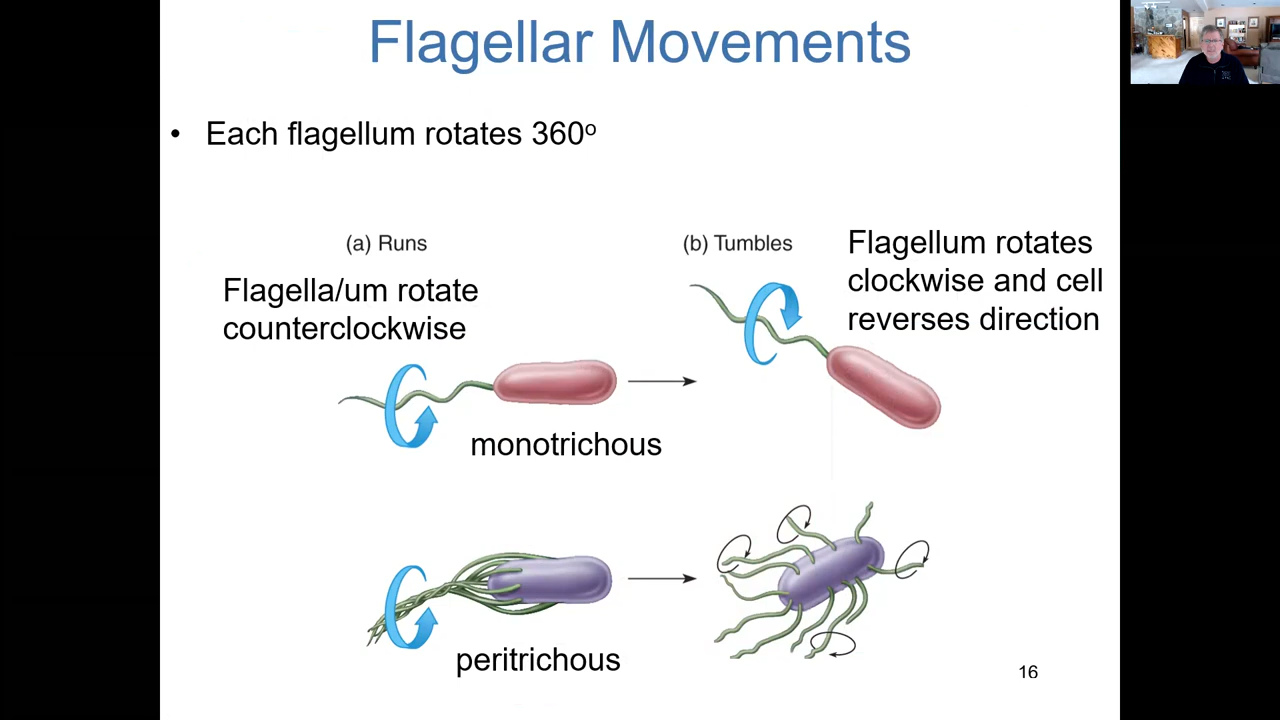 Flagellar Movements
• Each flagellum rotates 360º
(a) Runs
Flagella/um rotate
counterclockwise
(b) Tumbles
Flagellum rotates
clockwise and cell
reverses direction
monotrichous
peritrichous
16